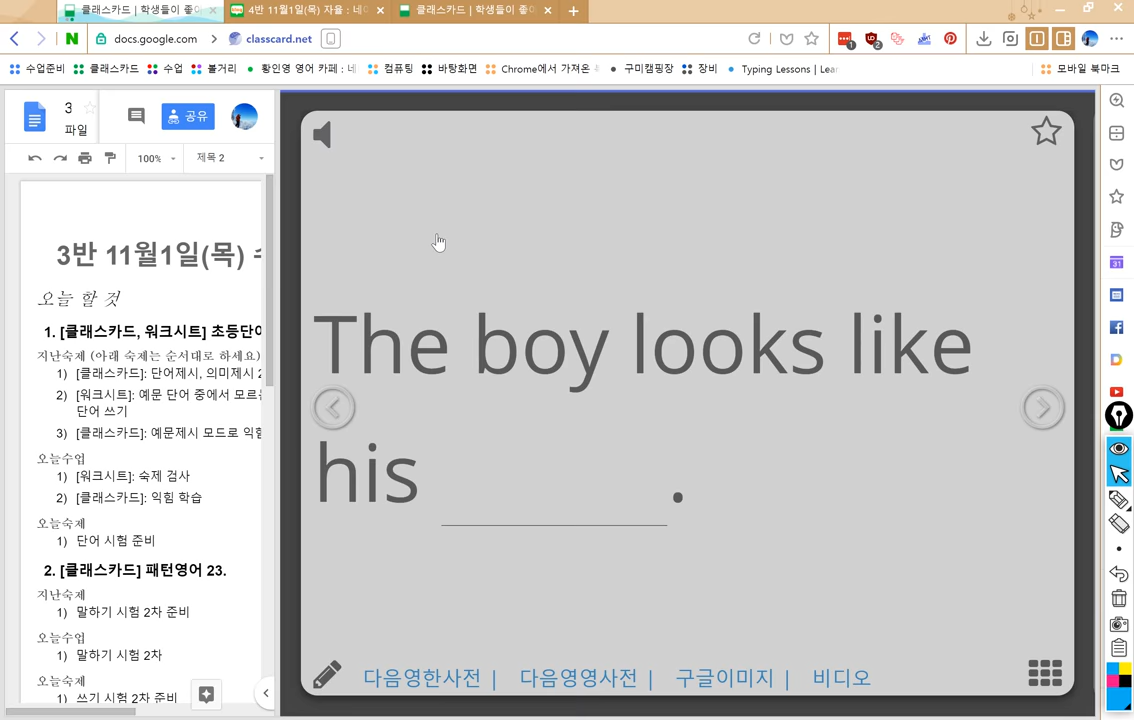 클래스카드 | 학생들이 좋아
4반 11월1일(목) 자율 : 네이
클래스카드 | 학생들이 좋아
docs.google.com
classcard.net
수업준비
클래스카드
수업
볼거리
황인영 영어 카페 : 네
컴퓨팅
바탕화면
Chrome에서 가져온
구미캠핑장
장비
Typing Lessons | Lear
모바일 북마크
3
파일
공유
100%
제목 2
3반 11월1일(목)
오늘 할 것
1. [클래스카드, 워크시트] 초등단어
지난숙제 (아래 숙제는 순서대로 하세요)
1) [클래스카드]: 단어제시, 의미제시 2
2) [워크시트]: 예문 단어 중에서 모르는
단어 쓰기
3) [클래스카드]: 예문제시 모드로 익힘
오늘수업
1) [워크시트]: 숙제 검사
2) [클래스카드]: 익힘 학습
오늘숙제
1) 단어 시험 준비
2. [클래스카드] 패턴영어 23.
지난숙제
1) 말하기 시험 2차 준비
오늘수업
1) 말하기 시험 2차
오늘숙제
1) 쓰기 시험 2차 준비
The boy looks like
his ________ .
다음영한사전 | 다음영영사전 | 구글이미지 | 비디오